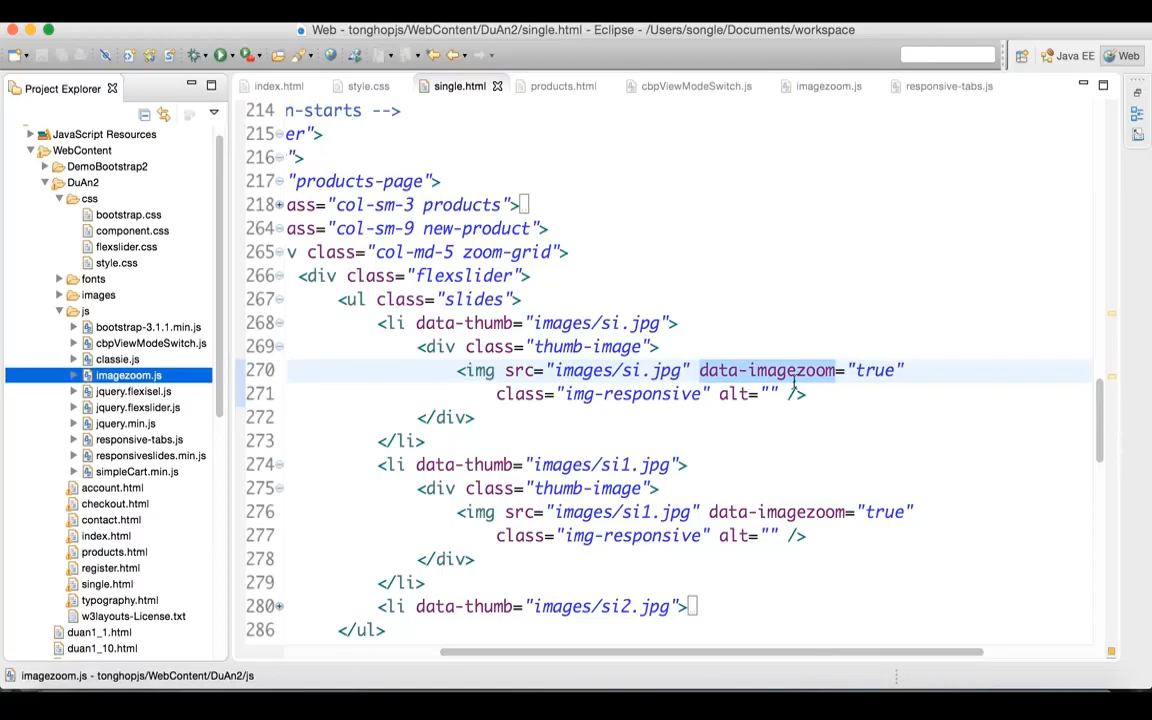 Web - tonghopjs/WebContent/DuAn2/single.html - Eclipse - /Users/songle/Documents/workspace
Java EE
Web
Project Explorer
JavaScript Resources
WebContent
DemoBootstrap2
DuAn2
css
bootstrap.css
component.css
flexslider.css
style.css
fonts
images
js
bootstrap-3.1.1.min.js
cbpViewModeSwitch.js
classie.js
imagezoom.js
jquery.flexisel.js
jquery.flexslider.js
jquery.min.js
responsive-tabs.js
responsiveslides.min.js
simpleCart.min.js
account.html
checkout.html
contact.html
index.html
products.html
register.html
single.html
typography.html
w3layouts-License.txt
duan1_1.html
duan1_10.html
index.html
style.css
single.html
products.html
cbpViewModeSwitch.js
imagezoom.js
responsive-tabs.js
214 n-starts -->
215 er">
216 ">
217 "products-page">
218 ass="col-sm-3 products">
264 ass="col-sm-9 new-product">
265 v class="col-md-5 zoom-grid">
266 <div class="flexslider">
267 <ul class="slides">
268 <li data-thumb="images/si.jpg">
269 <div class="thumb-image">
270 <img src="images/si.jpg" data-imagezoom="true"
271 class="img-responsive" alt="" />
272 </div>
273 </li>
274 <li data-thumb="images/si1.jpg">
275 <div class="thumb-image">
276 <img src="images/si1.jpg" data-imagezoom="true"
277 class="img-responsive" alt="" />
278 </div>
279 </li>
280 <li data-thumb="images/si2.jpg">
286 </ul>
imagezoom.js - tonghopjs/WebContent/DuAn2/js